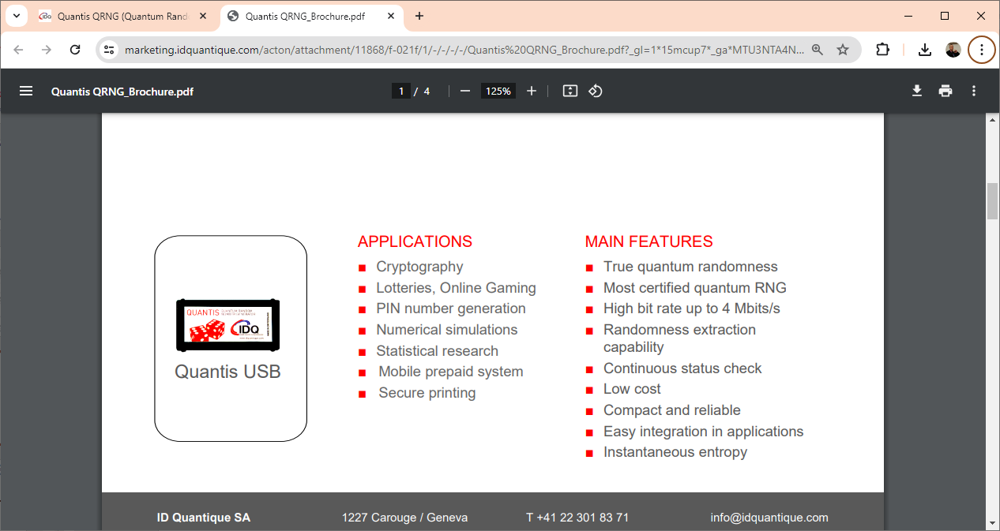 Quantis QRNG (Quantum Rand
Quantis QRNG_Brochure.pdf
marketing.idquantique.com/acton/attachment/11868/f-021f/1/-/-/-/-/Quantis%20QRNG_Brochure.pdf?_gl=1*15mcup7*_ga*MTU3NTA4N...
Quantis QRNG_Brochure.pdf
1 / 4
125%
QUANTIS
IDQ
Quantis USB
APPLICATIONS
Cryptography
Lotteries, Online Gaming
PIN number generation
Numerical simulations
Statistical research
Mobile prepaid system
Secure printing
MAIN FEATURES
True quantum randomness
Most certified quantum RNG
High bit rate up to 4 Mbits/s
Randomness extraction
capability
Continuous status check
Low cost
Compact and reliable
Easy integration in applications
Instantaneous entropy
ID Quantique SA
1227 Carouge / Geneva
T +41 22 301 83 71
info@idquantique.com